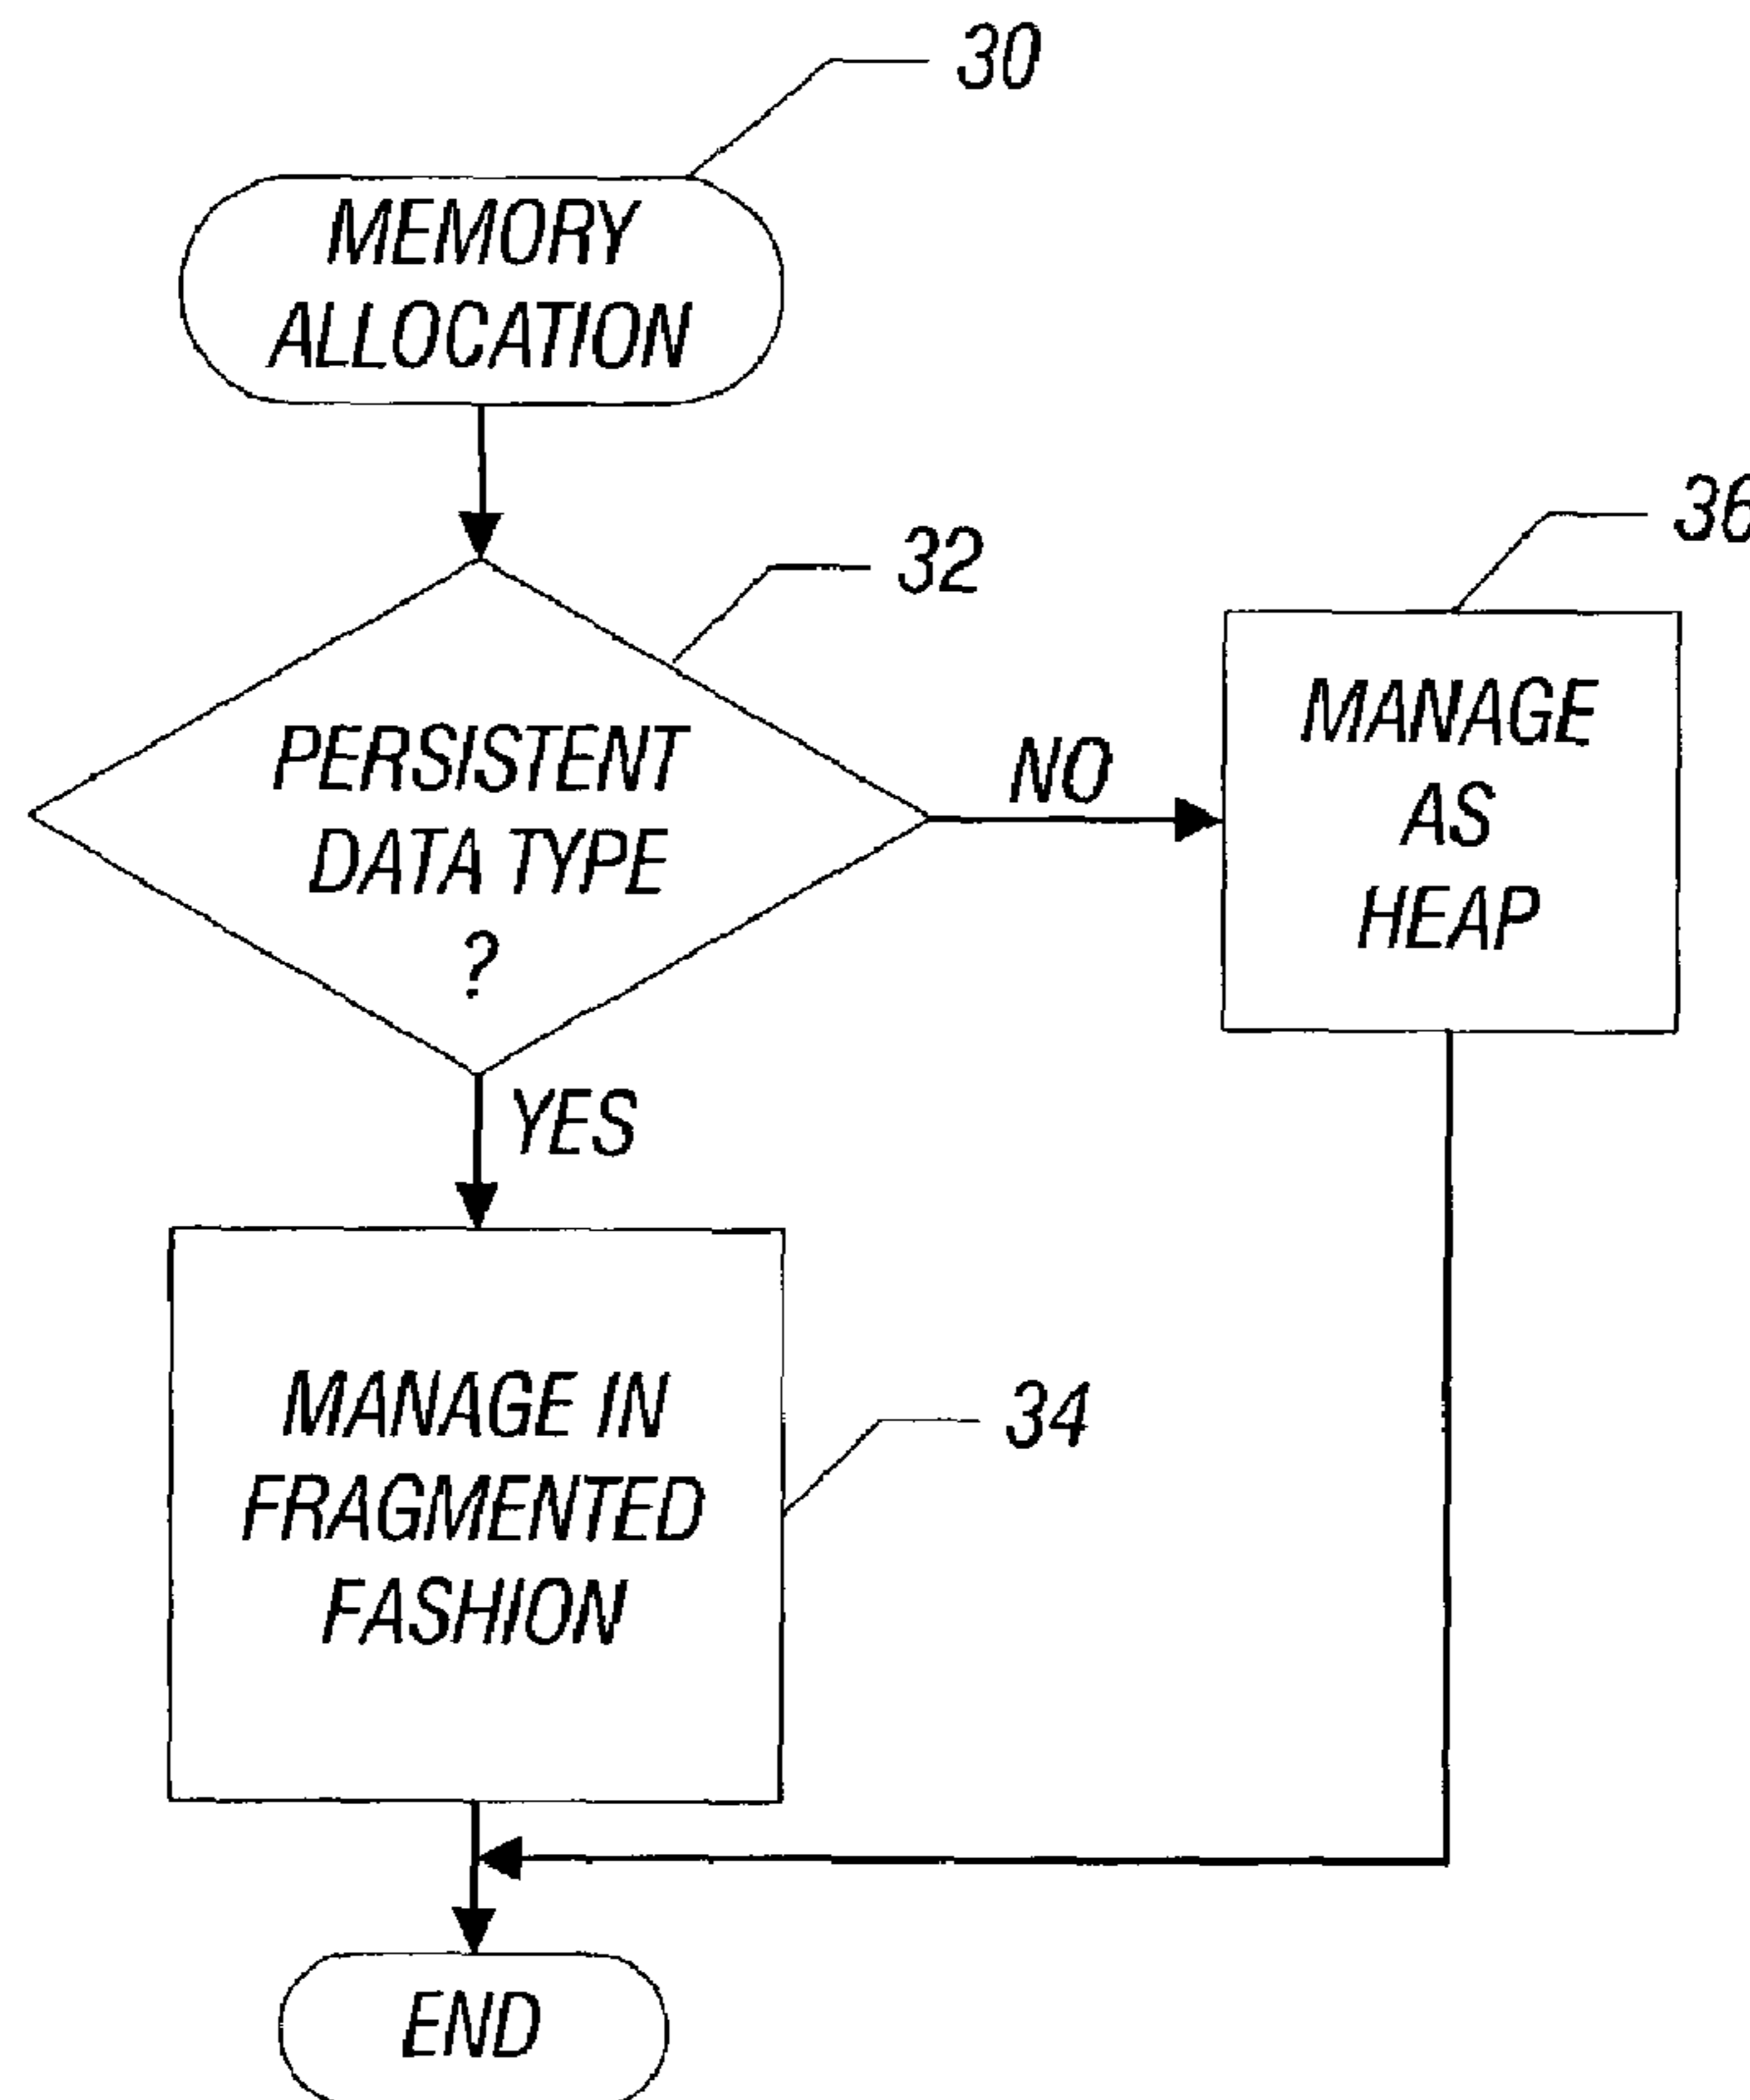 30
MEMORY
ALLOCATION
32
PERSISTENT
DATA TYPE
?
NO
36
MANAGE
AS
HEAP
YES
MANAGE IN
FRAGMENTED
FASHION
34
END